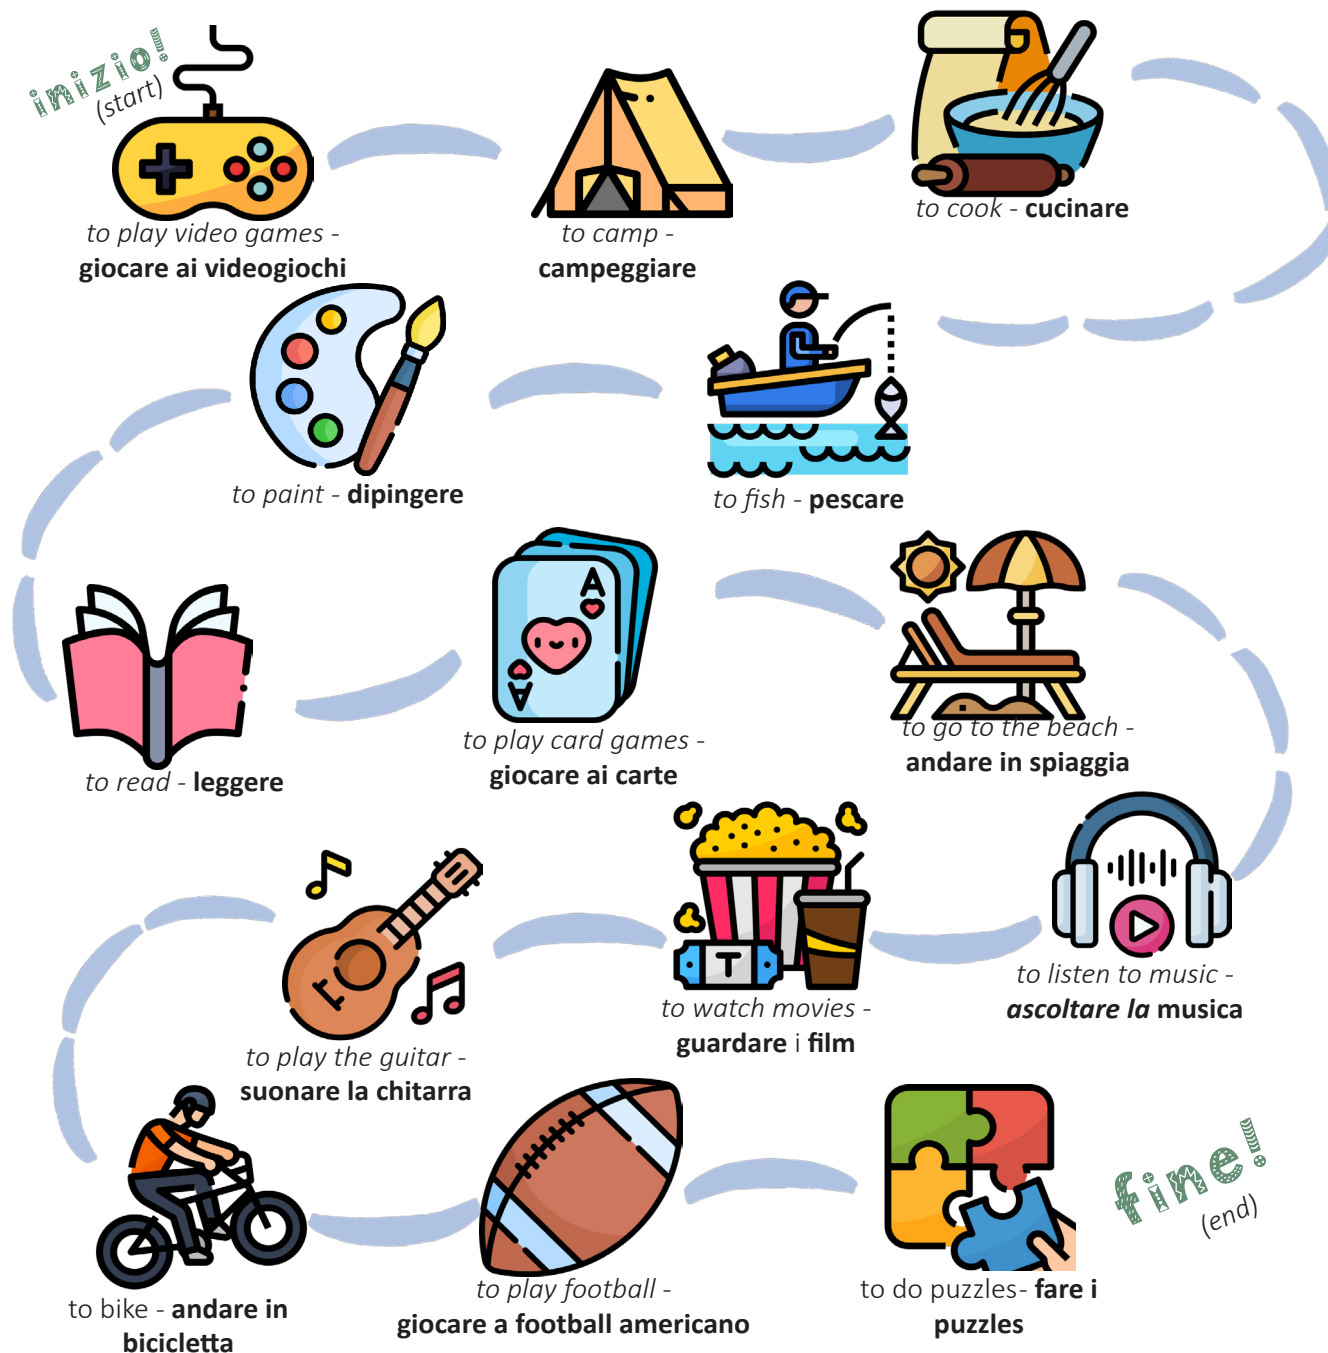 inizio!
(start)
to play video games -
giocare ai videogiochi
to camp -
campeggiare
to cook - cucinare
to paint - dipingere
to fish - pescare
to read - leggere
A
A
to play card games -
giocare ai carte
to go to the beach -
andare in spiaggia
to play the guitar -
suonare la chitarra
T
to watch movies -
guardare i film
to listen to music -
ascoltare la musica
to bike - andare in
bicicletta
to play football -
giocare a football americano
to do puzzles- fare i
puzzles
fine!
(end)